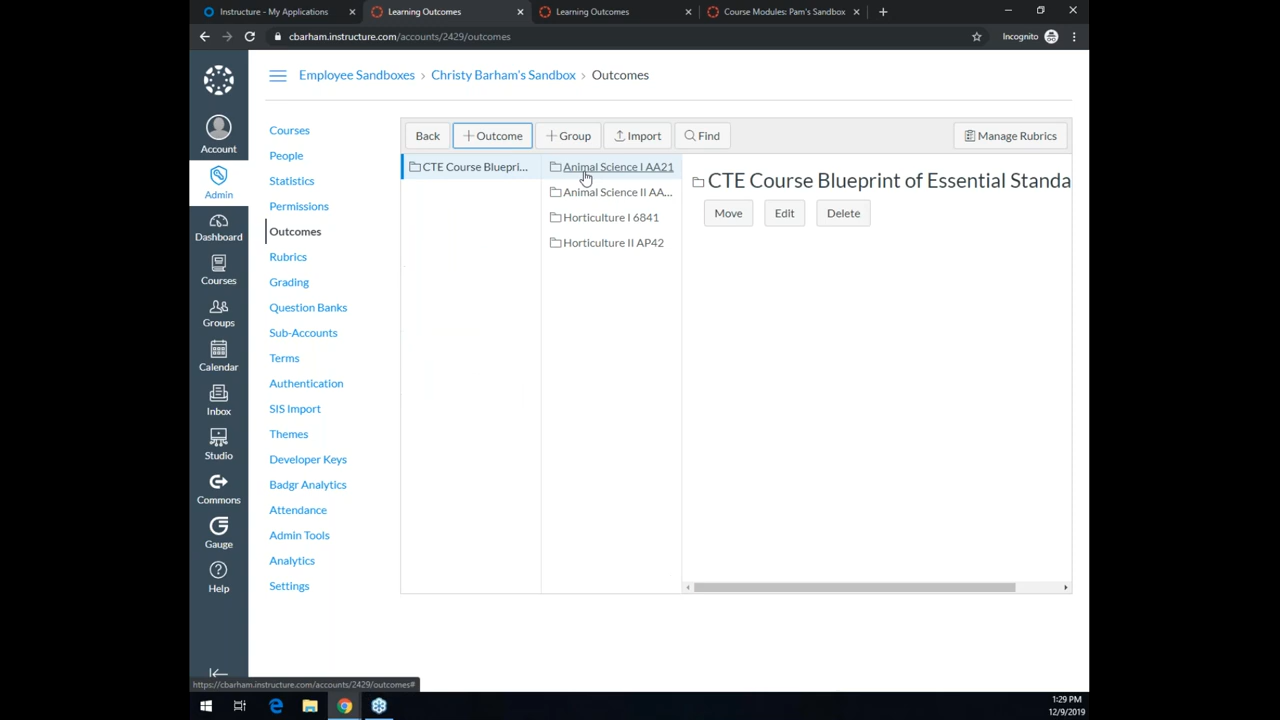 Instructure - My Applications
Learning Outcomes
Learning Outcomes
Course Modules: Pam's Sandbox
cbarham.instructure.com/accounts/2429/outcomes
Incognito
Account
Admin
Dashboard
Courses
Groups
Calendar
Inbox
Studio
Commons
Gauge
Help
Employee Sandboxes › Christy Barham's Sandbox › Outcomes
Courses
People
Statistics
Permissions
Outcomes
Rubrics
Grading
Question Banks
Sub-Accounts
Terms
Authentication
SIS Import
Themes
Developer Keys
Badgr Analytics
Attendance
Admin Tools
Analytics
Settings
Back
+ Outcome
+ Group
Import
Find
Manage Rubrics
CTE Course Bluepri...
Animal Science I AA21
Animal Science II AA...
Horticulture I 6841
Horticulture II AP42
CTE Course Blueprint of Essential Standa
Move
Edit
Delete
https://cbarham.instructure.com/accounts/2429/outcomes#
1:29 PM
12/9/2019